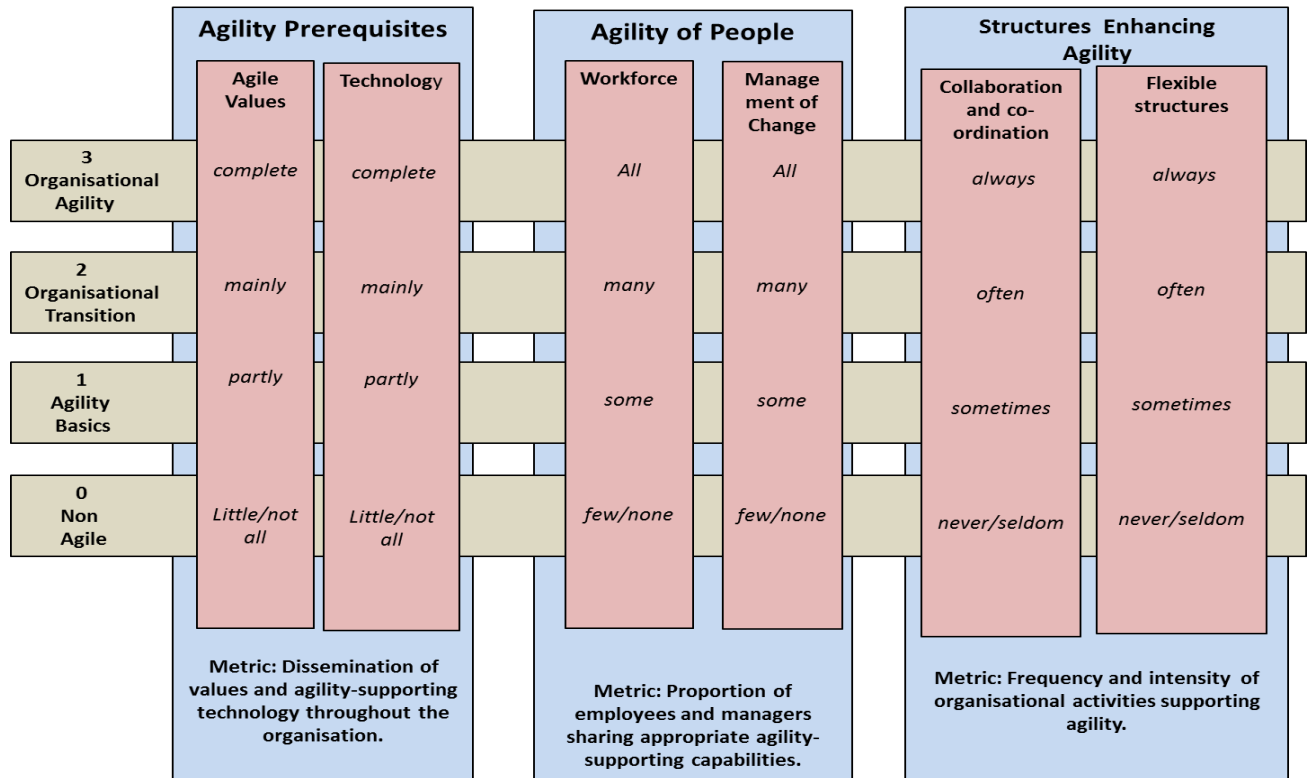 Agility Prerequisites
Agility of People
Structures Enhancing
Agility
Agile
Values
Technology
Workforce
Manage
ment of
Change
Collaboration
and co-
ordination
Flexible
structures
3
Organisational
Agility
complete
complete
All
All
always
always
2
Organisational
Transition
mainly
mainly
many
many
often
often
1
Agility
Basics
partly
partly
some
some
sometimes
sometimes
0
Non
Agile
Little/not
all
Little/not
all
few/none
few/none
never/seldom
never/seldom
Metric: Dissemination of
values and agility-supporting
technology throughout the
organisation.
Metric: Proportion of
employees and managers
sharing appropriate agility-
supporting capabilities.
Metric: Frequency and intensity of
organisational activities supporting
agility.